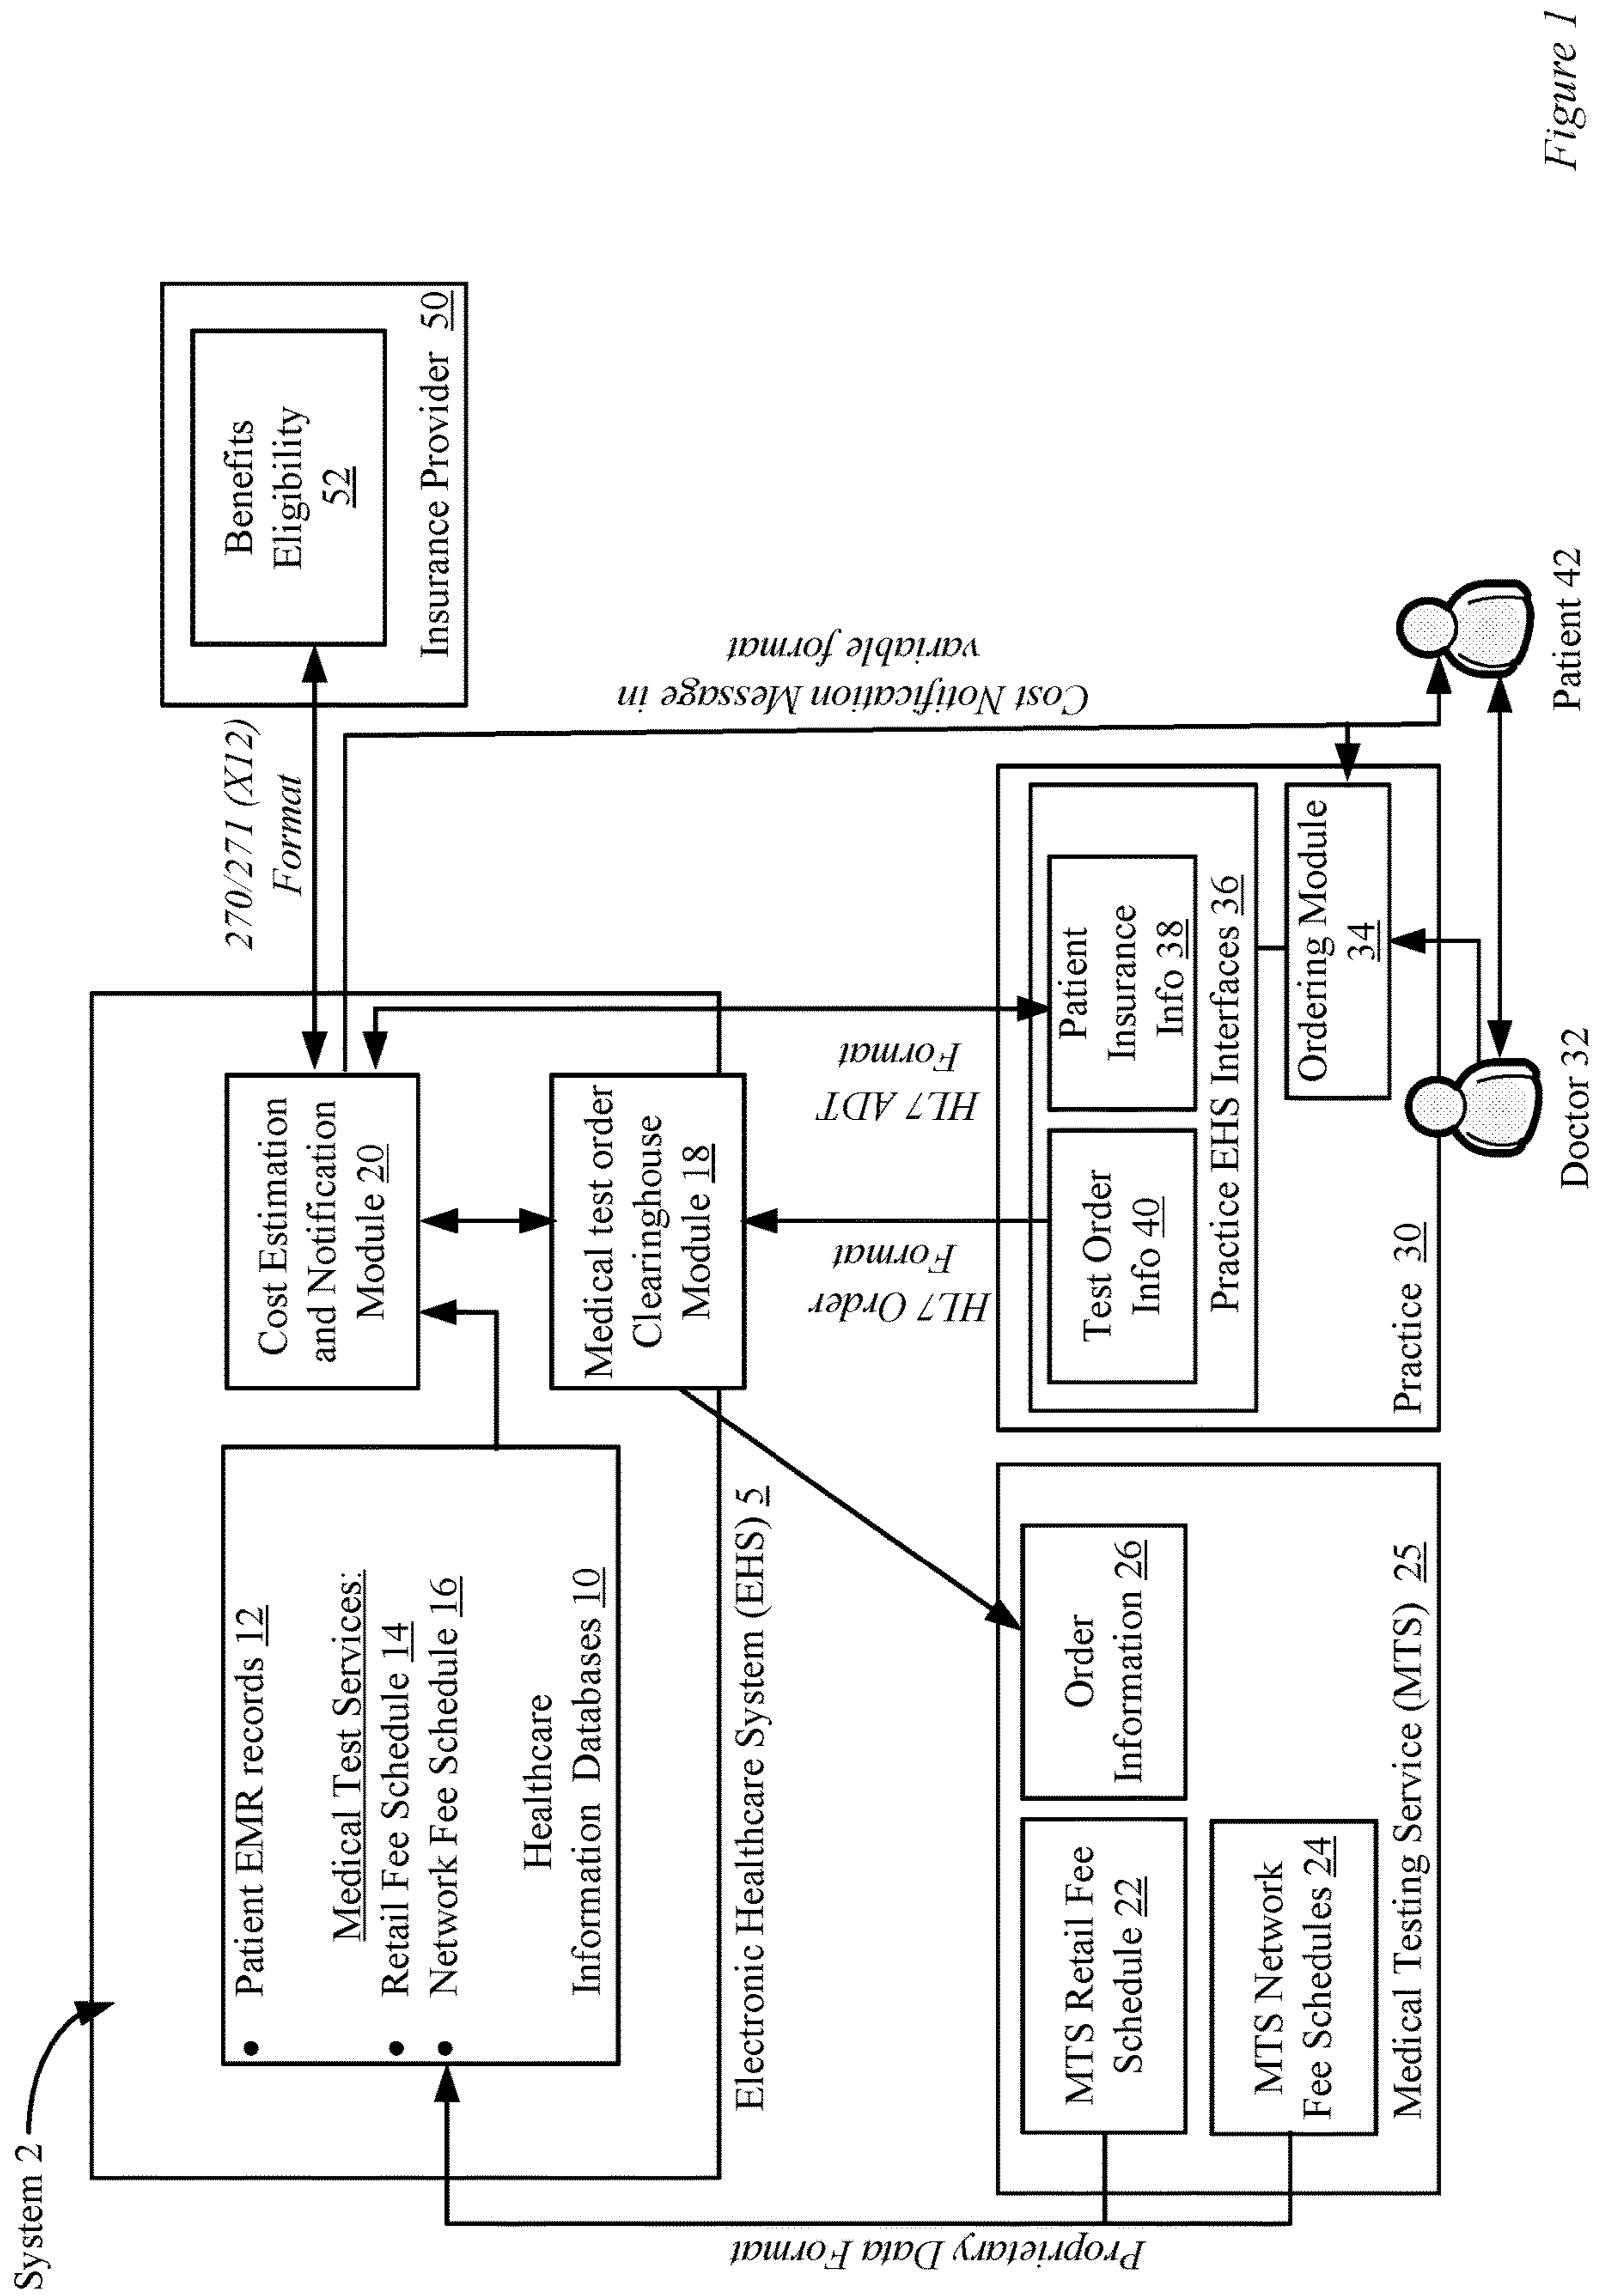 System 2
Patient EMR records 12
Medical Test Services:
Retail Fee Schedule 14
Network Fee Schedule 16
Healthcare
Information Databases 10
Cost Estimation
and Notification
Module 20
Medical test order
Clearinghouse
Module 18
Electronic Healthcare System (EHS) 5
270/271 (X12)
Format
Benefits
Eligibility
52
Insurance Provider 50
Proprietary Data Format
HL7 Order
Format
HL7 ADT
Format
Cost Notification Message in
variable format
MTS Retail Fee
Schedule 22
Order
Information 26
MTS Network
Fee Schedules 24
Medical Testing Service (MTS) 25
Test Order
Info 40
Patient
Insurance
Info 38
Practice EHS Interfaces 36
Ordering Module
34
Practice 30
Doctor 32
Patient 42
Figure 1